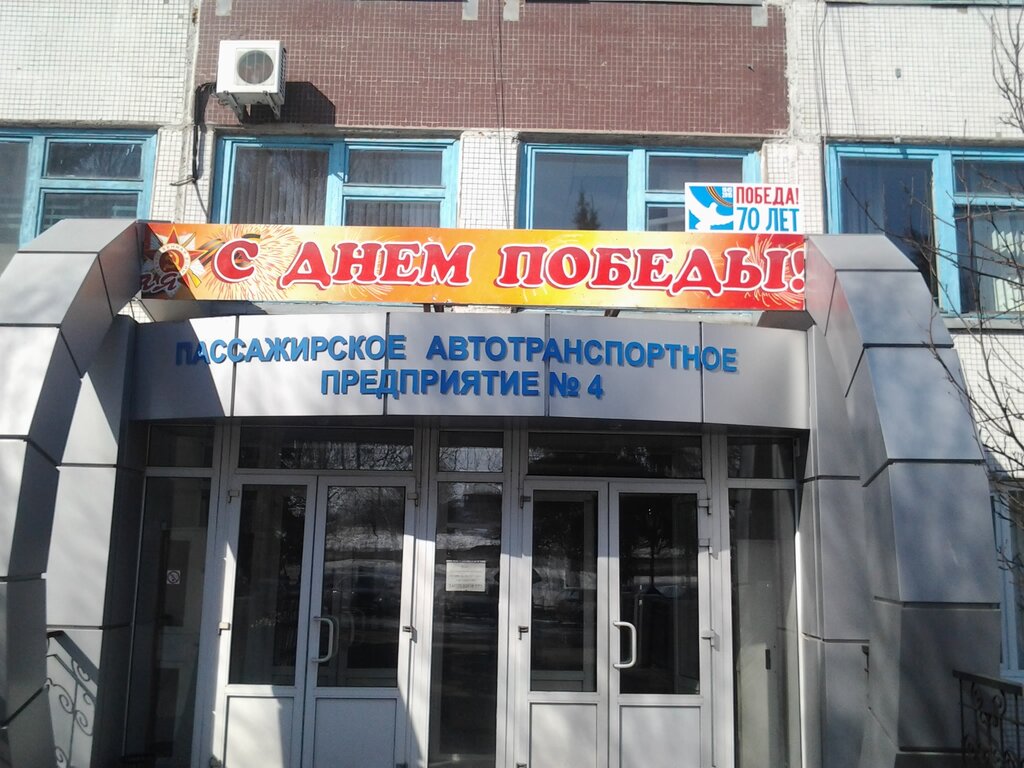 ПОБЕДА!
70 ЛЕТ
С ДНЕМ ПОБЕДЫ!
ПАССАЖИРСКОЕ АВТОТРАНСПОРТНОЕ
ПРЕДПРИЯТИЕ № 4